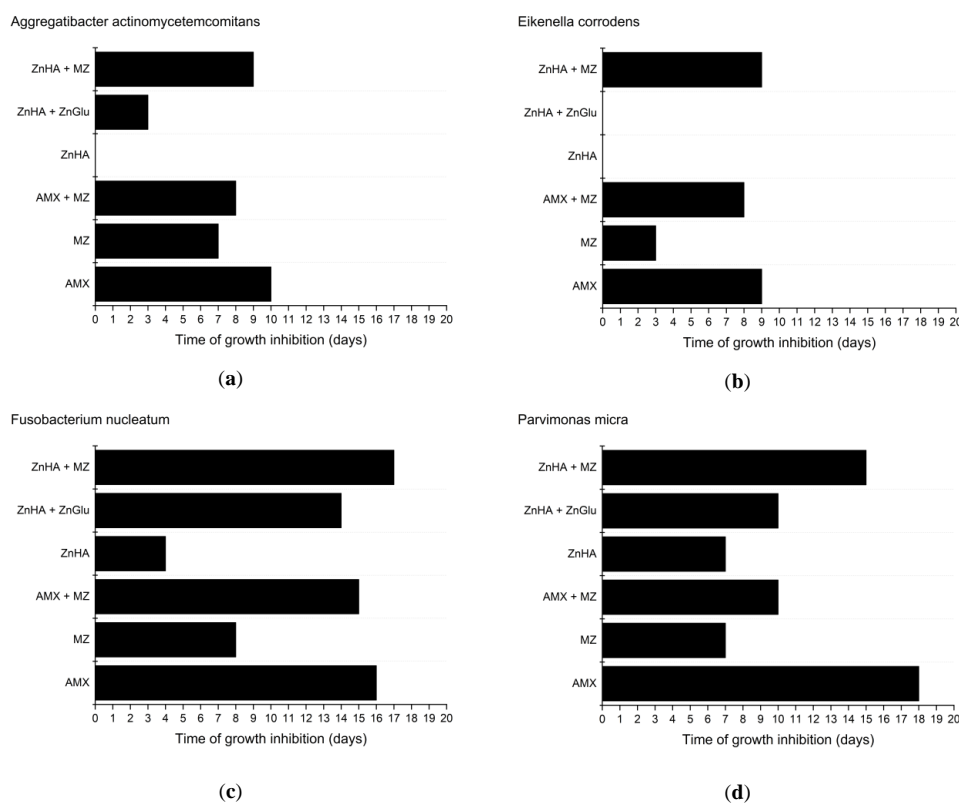 Aggregatibacter actinomycetemcomitans
ZnHA + MZ
ZnHA + ZnGlu
ZnHA
AMX + MZ
MZ
AMX
0 1 2 3 4 5 6 7 8 9 10 11 12 13 14 15 16 17 18 19 20
Time of growth inhibition (days)
(a)
Eikenella corrodens
ZnHA + MZ
ZnHA + ZnGlu
ZnHA
AMX + MZ
MZ
AMX
0 1 2 3 4 5 6 7 8 9 10 11 12 13 14 15 16 17 18 19 20
Time of growth inhibition (days)
(b)
Fusobacterium nucleatum
ZnHA + MZ
ZnHA + ZnGlu
ZnHA
AMX + MZ
MZ
AMX
0 1 2 3 4 5 6 7 8 9 10 11 12 13 14 15 16 17 18 19 20
Time of growth inhibition (days)
(c)
Parvimonas micra
ZnHA + MZ
ZnHA + ZnGlu
ZnHA
AMX + MZ
MZ
AMX
0 1 2 3 4 5 6 7 8 9 10 11 12 13 14 15 16 17 18 19 20
Time of growth inhibition (days)
(d)